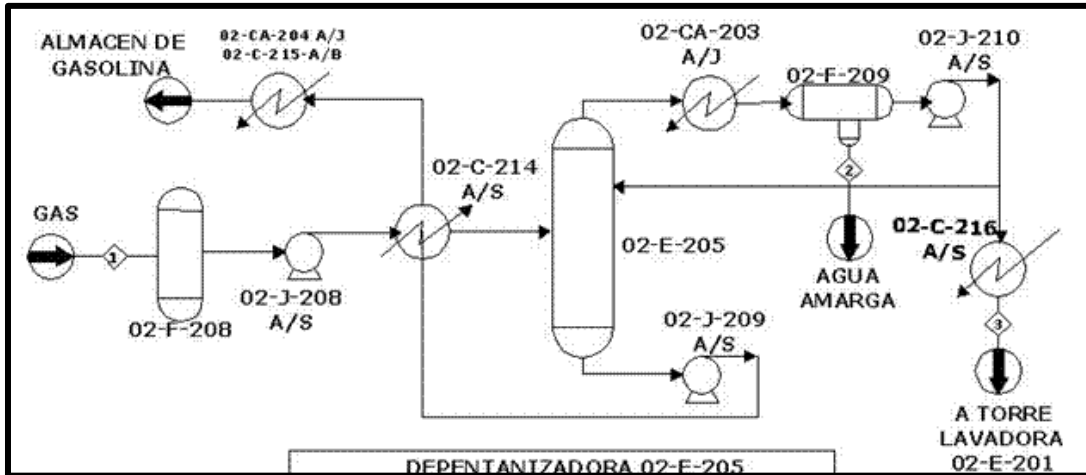 ALMACEN DE
GASOLINA
02-CA-204 A/J
02-C-215-A/B
02-CA-203
A/J
02-F-209
02-J-210
A/S
02-C-214
A/S
2
GAS
1
02-F-208
02-J-208
A/S
02-E-205
AGUA
AMARGA
02-C-216
A/S
02-J-209
A/S
3
A TORRE
LAVADORA
02-E-201
DEPENTANIZADORA 02-E-205